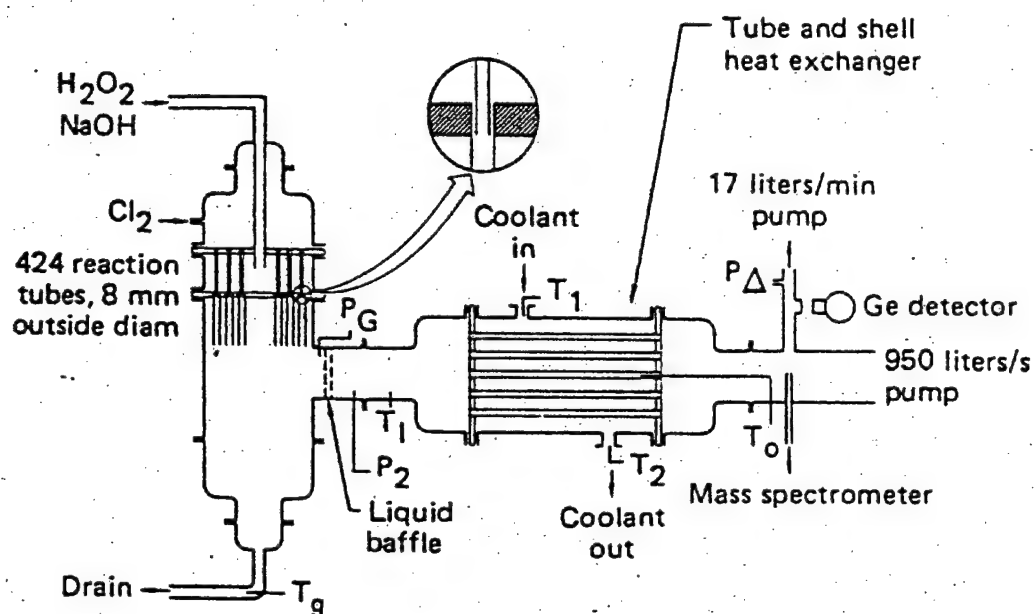 Tube and shell
heat exchanger
H2O2
NaOH
Cl2
17 liters/min
pump
Coolant
in
T1
PΔ
Ge detector
424 reaction
tubes, 8 mm
outside diam
PG
950 liters/s
pump
T1
P2
T2
To
Mass spectrometer
Liquid
baffle
Coolant
out
Drain
Tg